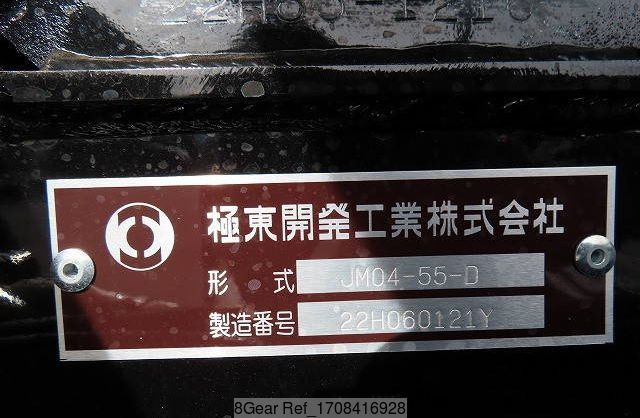 極東開発工業株式会社
形 式 JM04-55-D
製造番号 22H060121Y
8Gear Ref_1708416928